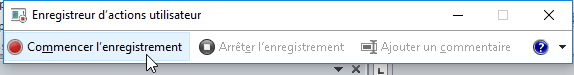 Enregistreur d'actions utilisateur
Commencer l'enregistrement Arrêter l'enregistrement Ajouter un commentaire ?